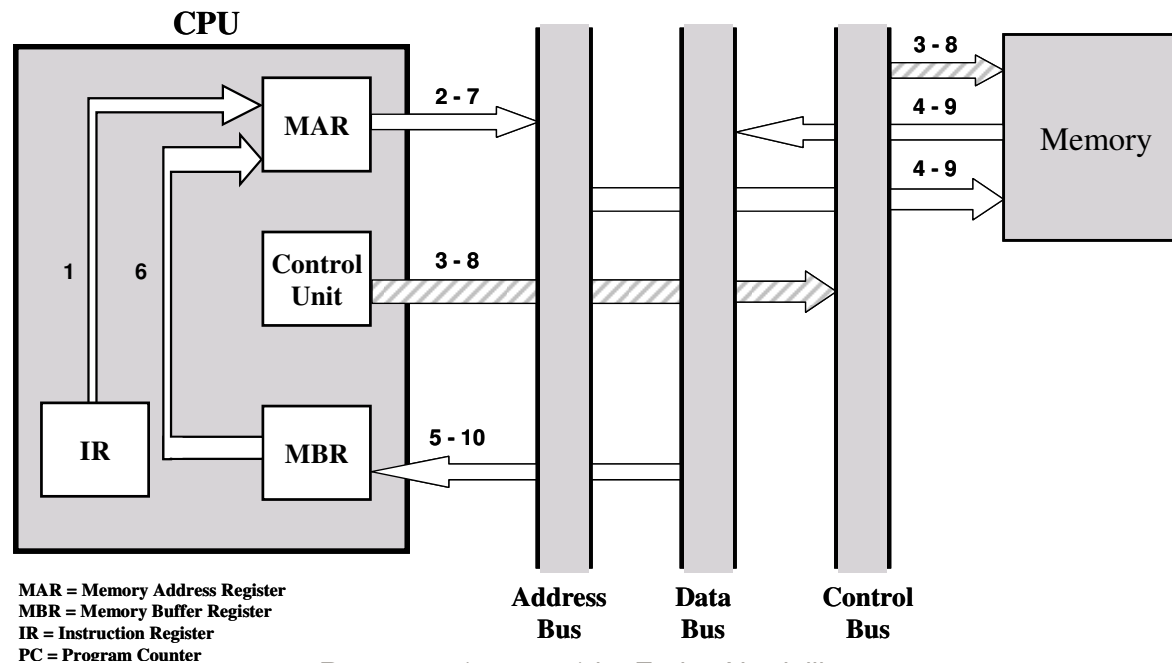 CPU
MAR
2 - 7
3 - 8
4 - 9
4 - 9
Memory
1
6
Control
Unit
3 - 8
IR
MBR
5 - 10
MAR = Memory Address Register
MBR = Memory Buffer Register
IR = Instruction Register
PC = Program Counter
Address
Bus
Data
Bus
Control
Bus